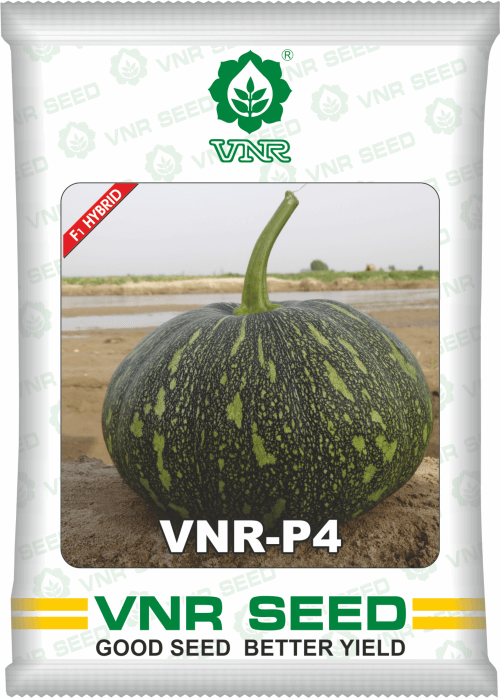 ®
VNR
F1 HYBRID
VNR-P4
VNR SEED
GOOD SEED  BETTER YIELD